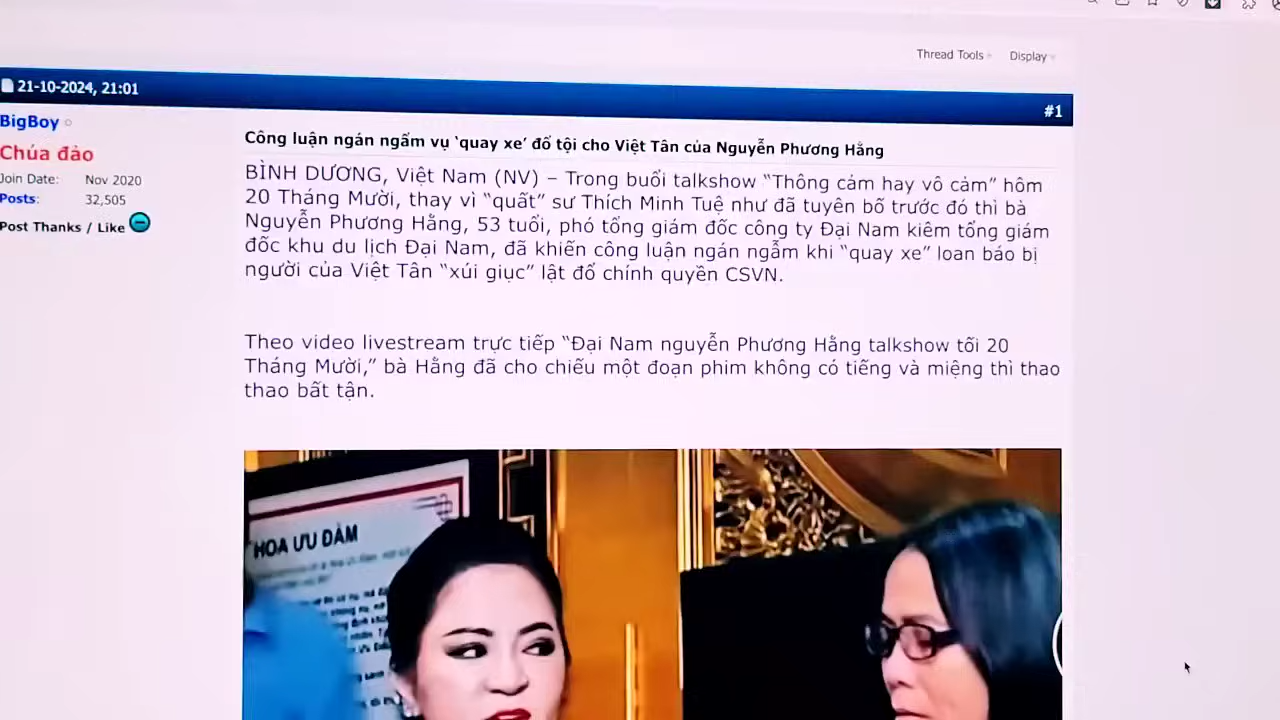 Thread Tools
Display
21-10-2024, 21:01
#1
BigBoy
Chúa đảo
Join Date: Nov 2020
Posts: 32,505
Post Thanks / Like
Công luận ngán ngẩm vụ ‘quay xe’ đổ tội cho Việt Tân của Nguyễn Phương Hằng
BÌNH DƯƠNG, Việt Nam (NV) – Trong buổi talkshow “Thông cảm hay vô cảm” hôm
20 Tháng Mười, thay vì “quất” sư Thích Minh Tuệ như đã tuyên bố trước đó thì bà
Nguyễn Phương Hằng, 53 tuổi, phó tổng giám đốc công ty Đại Nam kiêm tổng giám
đốc khu du lịch Đại Nam, đã khiến công luận ngán ngẩm khi “quay xe” loan báo bị
người của Việt Tân “xúi giục” lật đổ chính quyền CSVN.
Theo video livestream trực tiếp “Đại Nam nguyễn Phương Hằng talkshow tối 20
Tháng Mười,” bà Hằng đã cho chiếu một đoạn phim không có tiếng và miệng thì thao
thao bất tận.
HOA ƯU ĐÀM